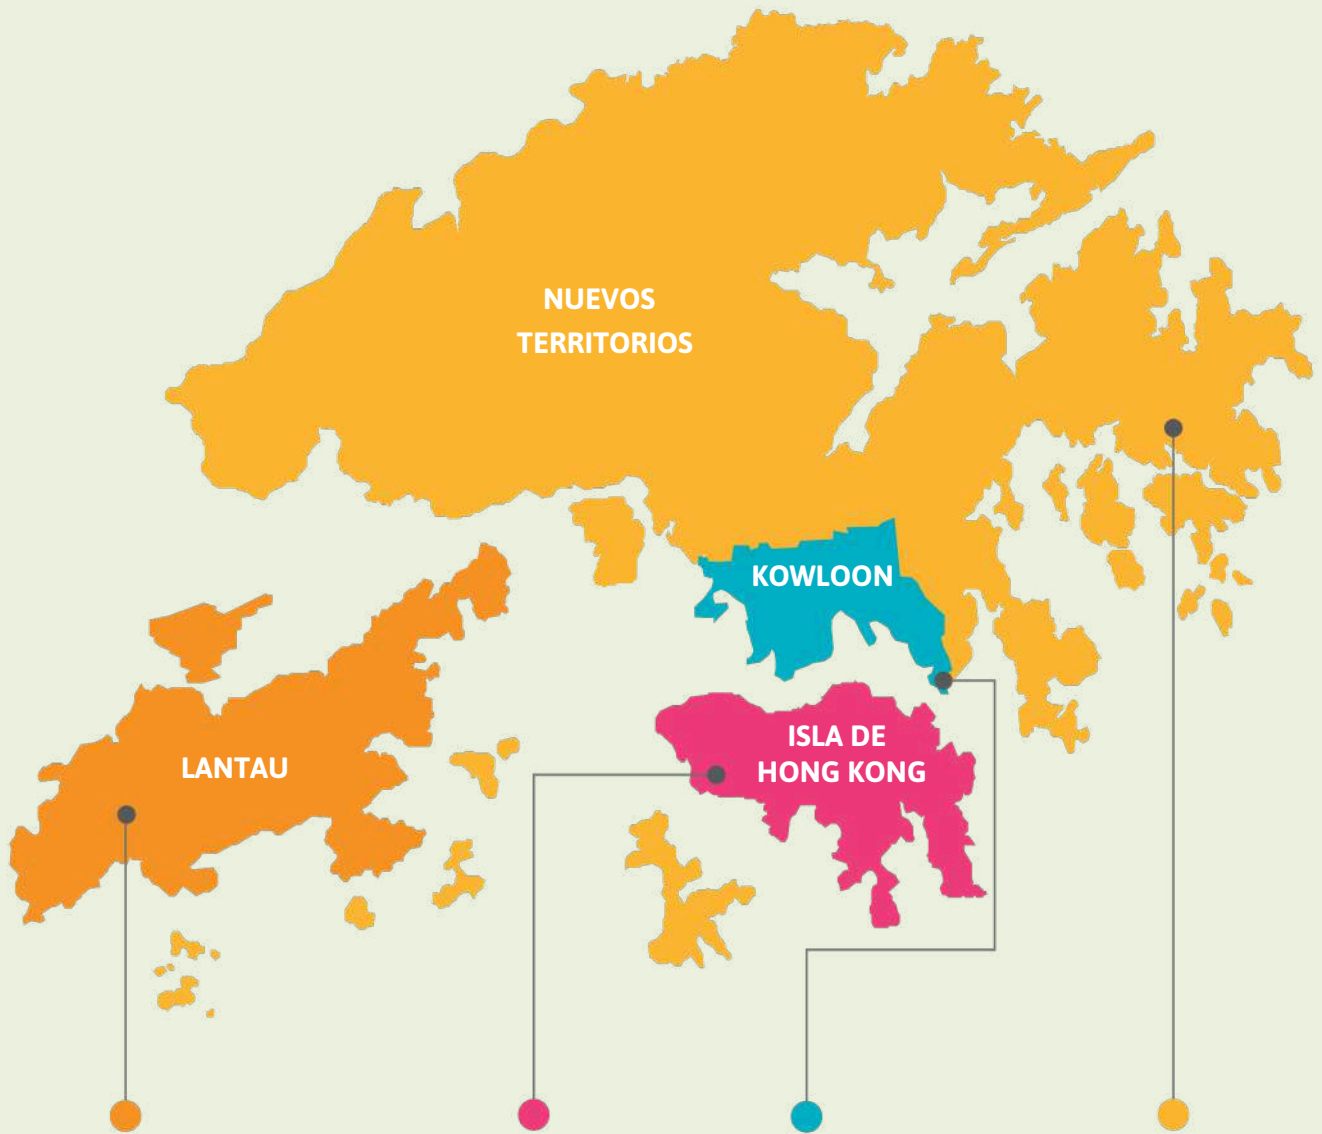 NUEVOS
TERRITORIOS
KOWLOON
ISLA DE
HONG KONG
LANTAU